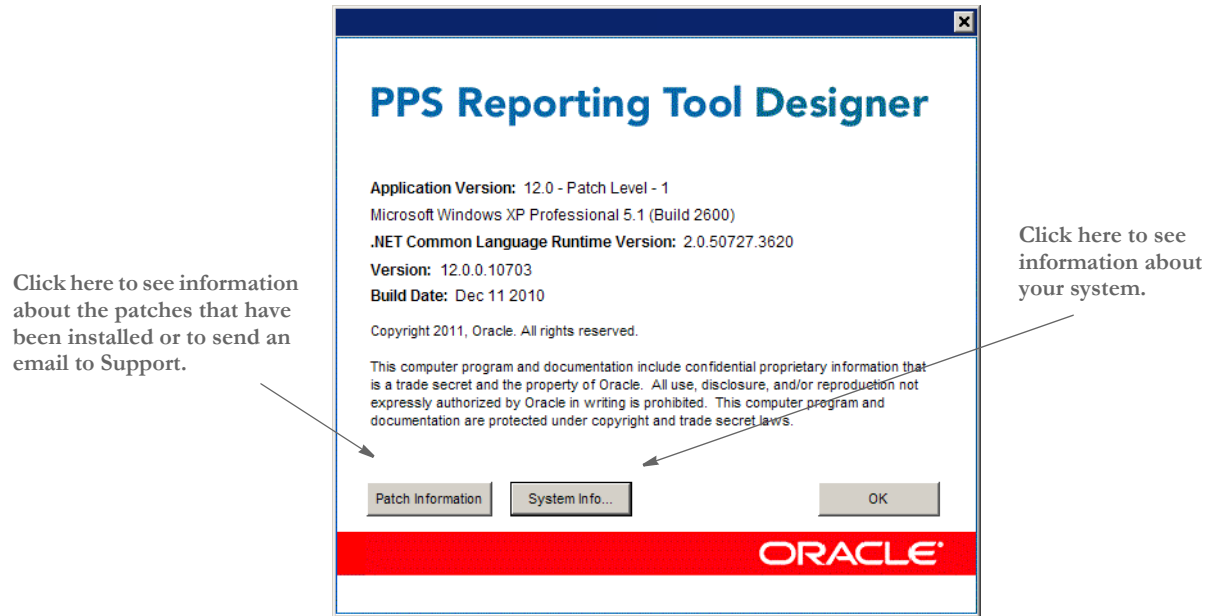 PPS Reporting Tool Designer
Application Version: 12.0 - Patch Level - 1
Microsoft Windows XP Professional 5.1 (Build 2600)
.NET Common Language Runtime Version: 2.0.50727.3620
Version: 12.0.0.10703
Build Date: Dec 11 2010
Copyright 2011, Oracle. All rights reserved.
This computer program and documentation include confidential proprietary information that
is a trade secret and the property of Oracle. All use, disclosure, and/or reproduction not
expressly authorized by Oracle in writing is prohibited. This computer program and
documentation are protected under copyright and trade secret laws.
Click here to see information
about the patches that have
been installed or to send an
email to Support.
Click here to see
information about
your system.
Patch Information
System Info...
OK
ORACLE